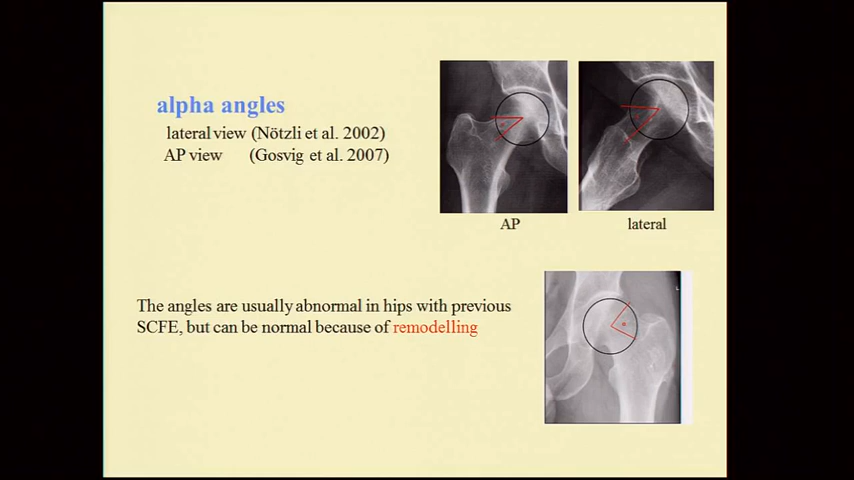 alpha angles
lateral view (Nötzli et al. 2002)
AP view (Gosvig et al. 2007)
AP
lateral
The angles are usually abnormal in hips with previous
SCFE, but can be normal because of remodelling